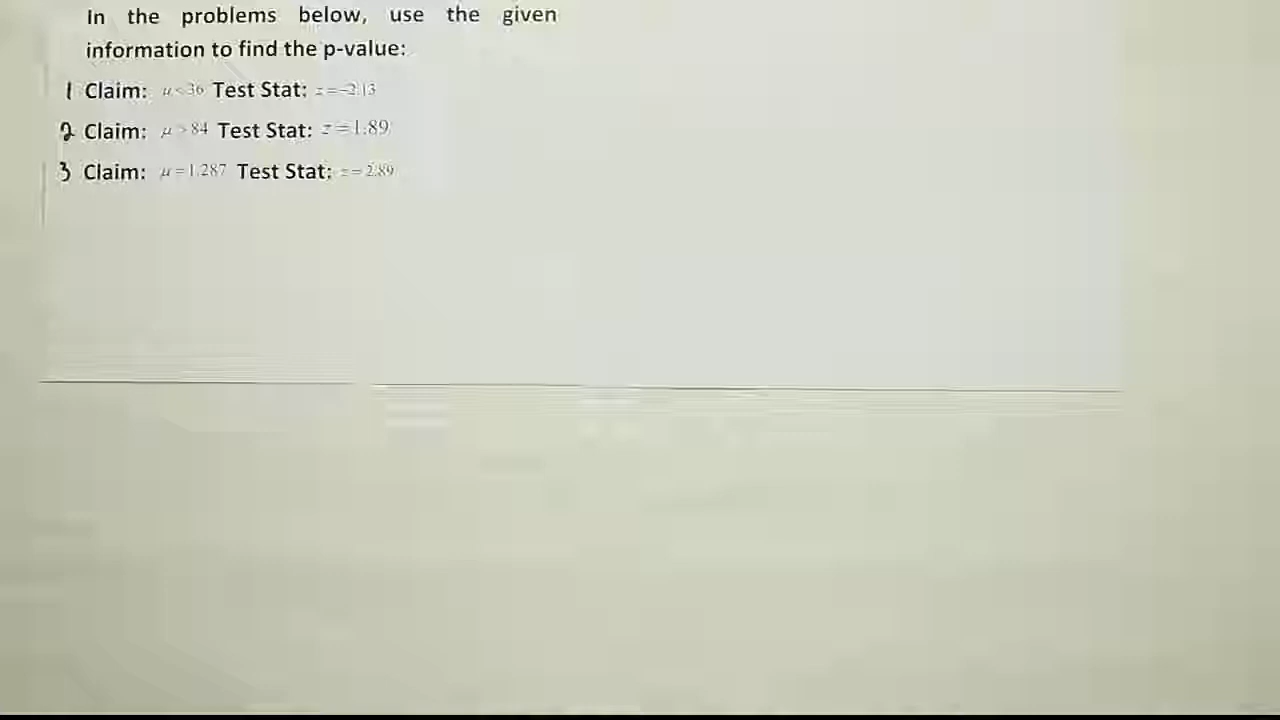 In the problems below, use the given
information to find the p-value:
1 Claim: μ < 36 Test Stat: z = -2.13
2 Claim: μ > 84 Test Stat: z = 1.89
3 Claim: μ = 1.287 Test Stat: z = 2.89